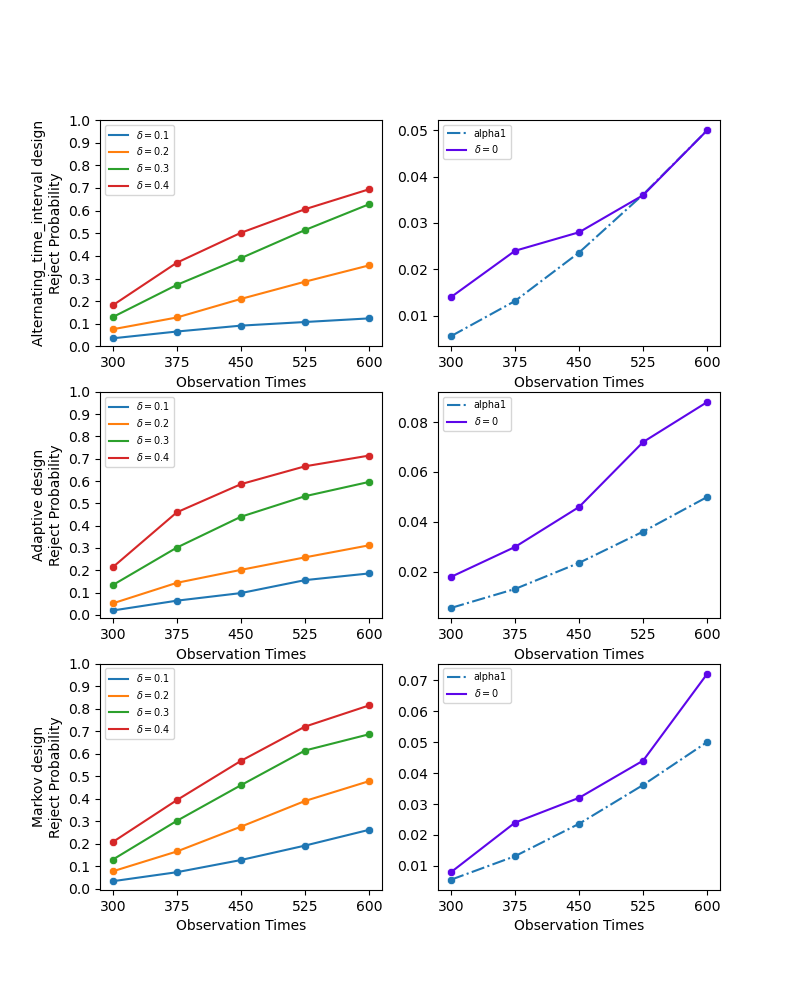 Alternating_time_interval design
Reject Probability
1.0
0.9
0.8
0.7
0.6
0.5
0.4
0.3
0.2
0.1
0.0
δ = 0.1
δ = 0.2
δ = 0.3
δ = 0.4
300 375 450 525 600
Observation Times
0.05
0.04
0.03
0.02
0.01
alpha1
δ = 0
300 375 450 525 600
Observation Times
Adaptive design
Reject Probability
1.0
0.9
0.8
0.7
0.6
0.5
0.4
0.3
0.2
0.1
0.0
δ = 0.1
δ = 0.2
δ = 0.3
δ = 0.4
300 375 450 525 600
Observation Times
0.08
0.06
0.04
0.02
alpha1
δ = 0
300 375 450 525 600
Observation Times
Markov design
Reject Probability
1.0
0.9
0.8
0.7
0.6
0.5
0.4
0.3
0.2
0.1
0.0
δ = 0.1
δ = 0.2
δ = 0.3
δ = 0.4
300 375 450 525 600
Observation Times
0.07
0.06
0.05
0.04
0.03
0.02
0.01
alpha1
δ = 0
300 375 450 525 600
Observation Times